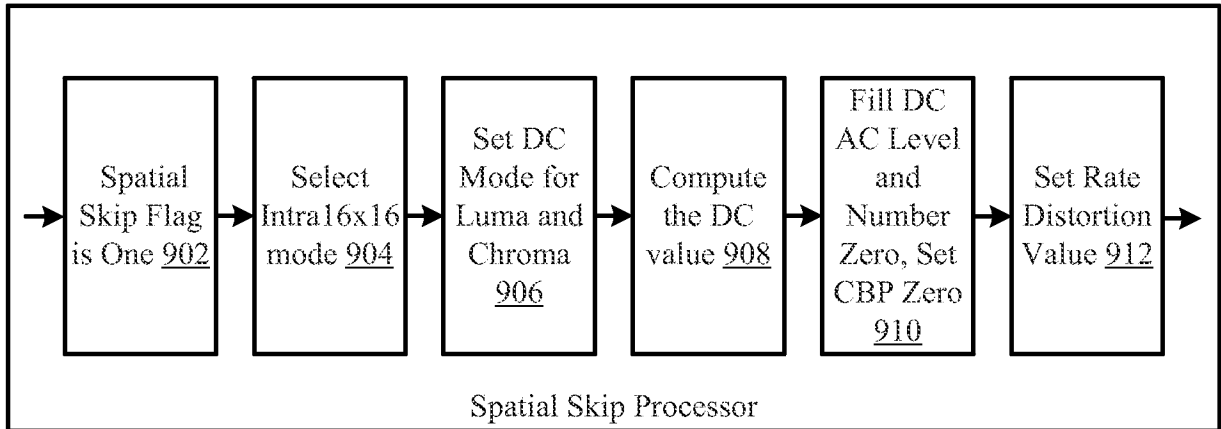 Spatial
Skip Flag
is One 902
Select
Intra16x16
mode 904
Set DC
Mode for
Luma and
Chroma
906
Compute
the DC
value 908
Fill DC
AC Level
and
Number
Zero, Set
CBP Zero
910
Set Rate
Distortion
Value 912
Spatial Skip Processor